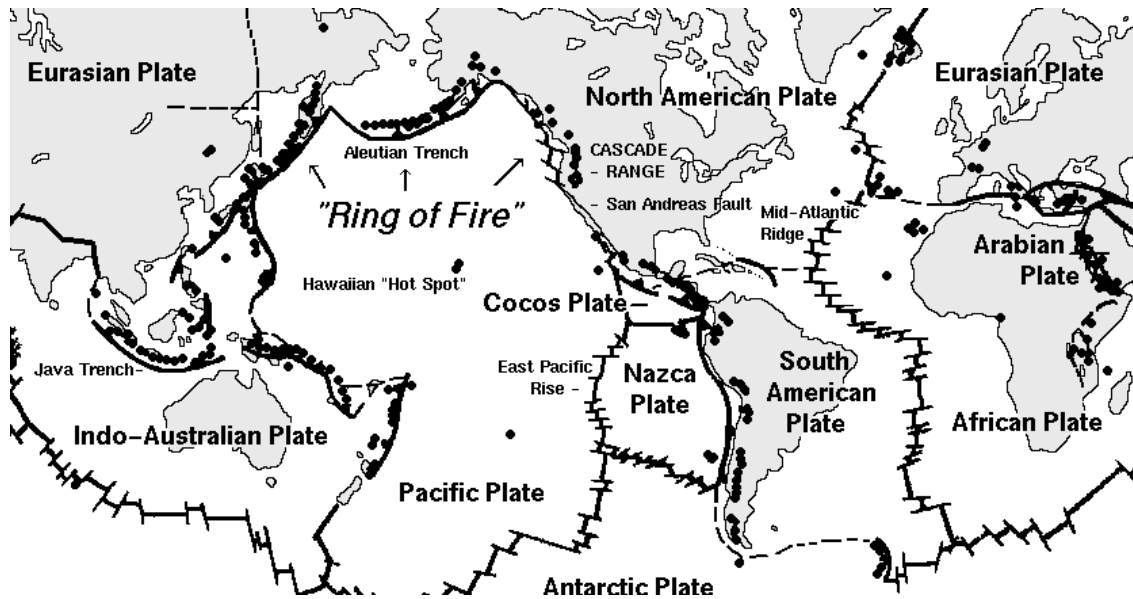 Eurasian Plate
Eurasian Plate
North American Plate
Aleutian Trench
CASCADE
- RANGE
- San Andreas Fault
"Ring of Fire"
Mid-Atlantic
Ridge
Arabian
Plate
Hawaiian "Hot Spot"
Cocos Plate-
Java Trench-
East Pacific
Rise -
Nazca
Plate
South
American
Plate
Indo-Australian Plate
African Plate
Pacific Plate
Antarctic Plate